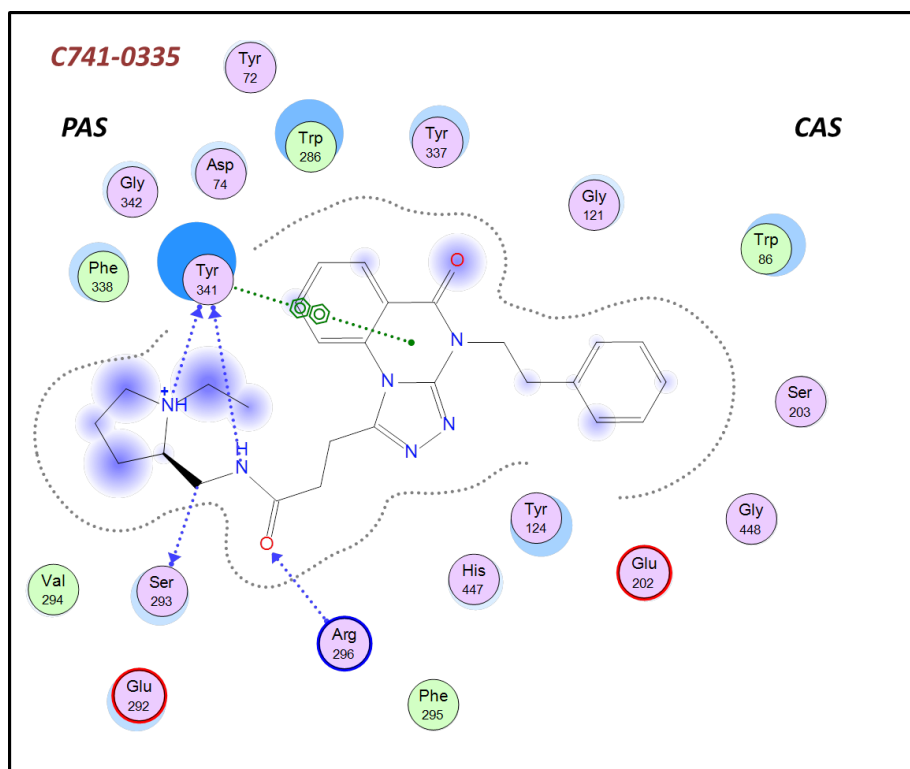 C741-0335
Tyr
72
PAS
CAS
Trp
286
Tyr
337
Asp
74
Gly
342
Gly
121
Trp
86
Phe
338
Tyr
341
O
N
+
NH
N
N
N
H
N
O
Ser
203
Tyr
124
Gly
448
Glu
202
His
447
Val
294
Ser
293
Arg
296
Glu
292
Phe
295